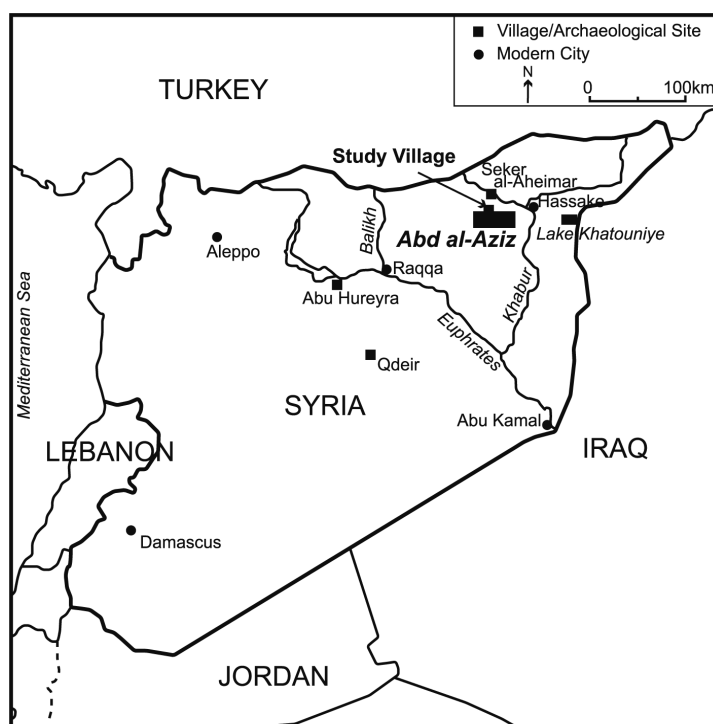 Village/Archaeological Site
Modern City
N
0 100km
TURKEY
Study Village
Seker
al-Aheimar
Hassake
Aleppo
Balikh
Abd al-Aziz
Lake Khatouniye
Raqqa
Abu Hureyra
Khabur
Mediterranean Sea
Euphrates
Qdeir
SYRIA
Abu Kamal
LEBANON
IRAQ
Damascus
JORDAN